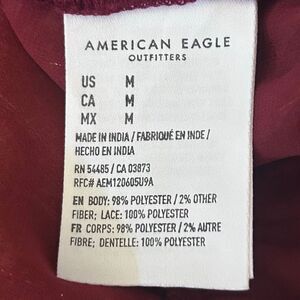 AMERICAN EAGLE
OUTFITTERS
US M
CA M
MX M
MADE IN INDIA / FABRIQUÉ EN INDE /
HECHO EN INDIA
RN 54485 / CA 03873
RFC# AEM120605U9A
EN BODY: 98% POLYESTER / 2% OTHER
FIBER; LACE: 100% POLYESTER
FR CORPS: 98% POLYESTER / 2% AUTRE
FIBRE; DENTELLE: 100% POLYESTER